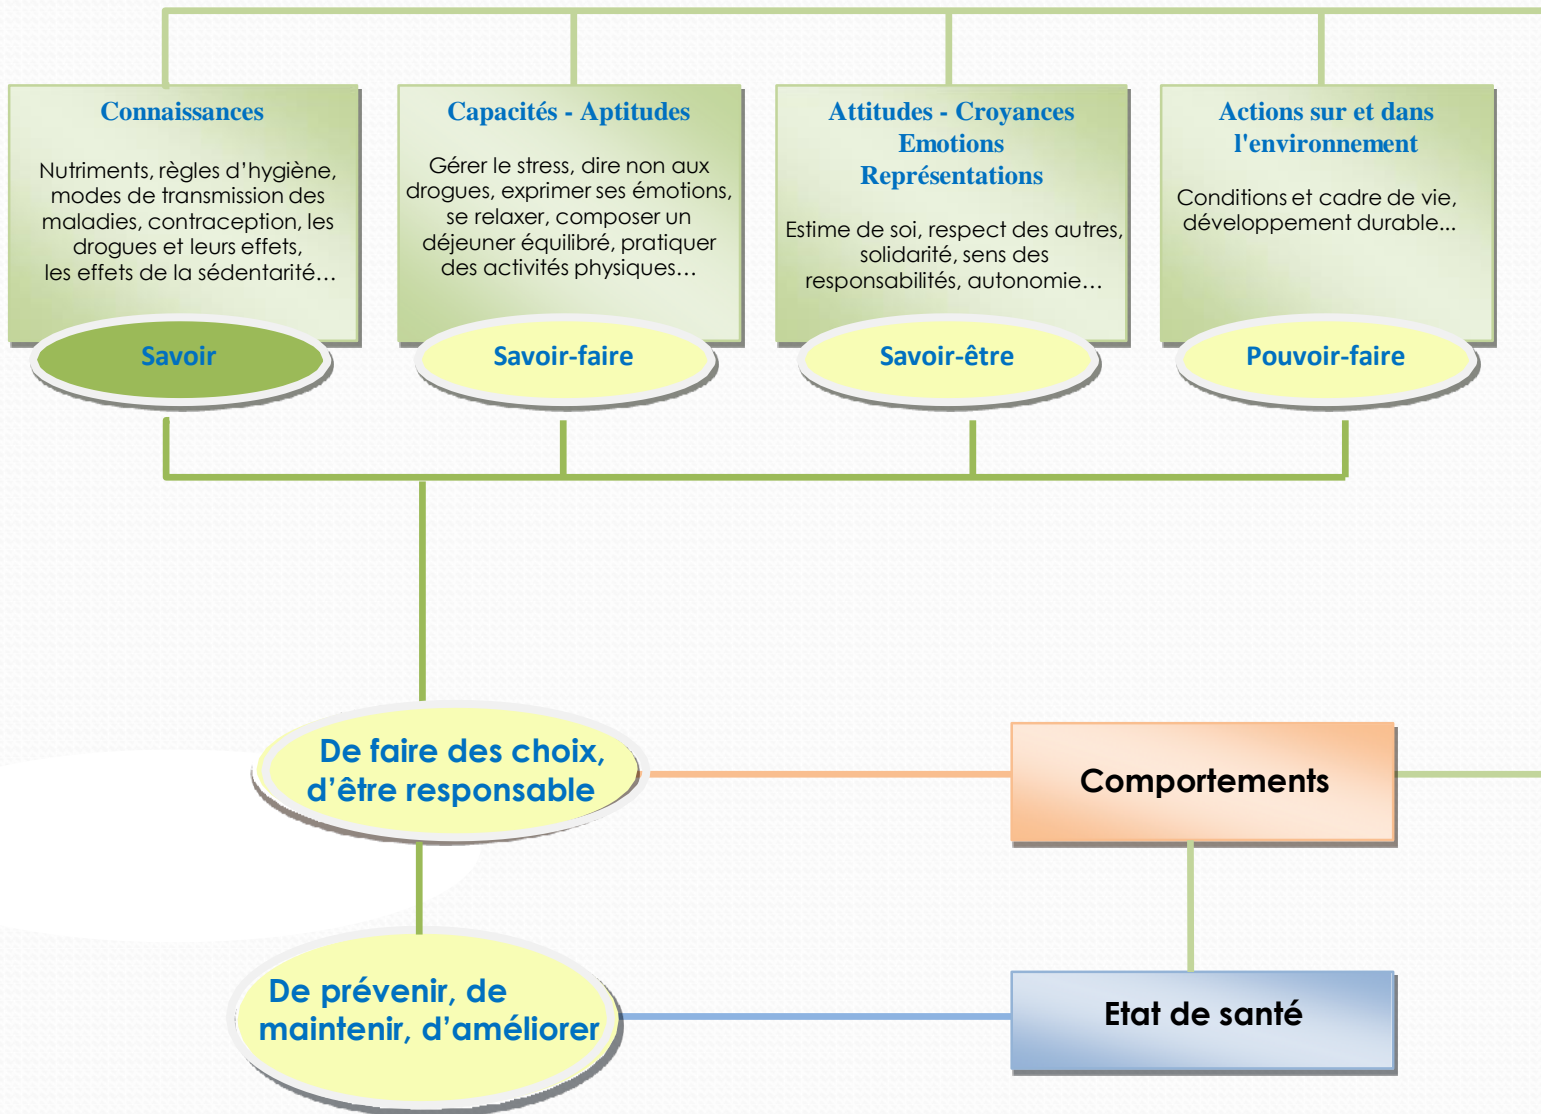 Connaissances
Nutriments, règles d’hygiène,
modes de transmission des
maladies, contraception, les
drogues et leurs effets,
les effets de la sédentarité…
Savoir
Capacités - Aptitudes
Gérer le stress, dire non aux
drogues, exprimer ses émotions,
se relaxer, composer un
déjeuner équilibré, pratiquer
des activités physiques…
Savoir-faire
Attitudes - Croyances
Emotions
Représentations
Estime de soi, respect des autres,
solidarité, sens des
responsabilités, autonomie…
Savoir-être
Actions sur et dans
l'environnement
Conditions et cadre de vie,
développement durable...
Pouvoir-faire
De faire des choix,
d’être responsable
Comportements
De prévenir, de
maintenir, d’améliorer
Etat de santé